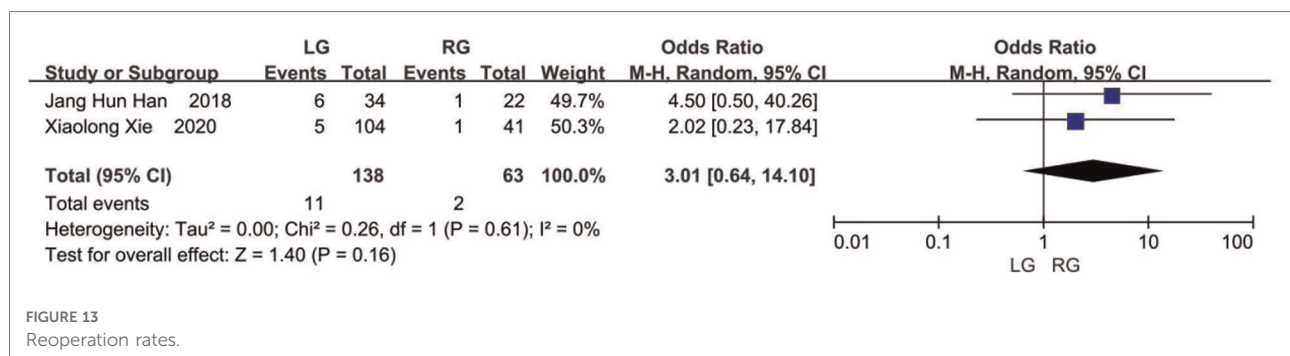 LG RG Odds Ratio Odds Ratio
Study or Subgroup Events Total Events Total Weight M-H, Random, 95% CI M-H, Random, 95% CI
Jang Hun Han 2018 6 34 1 22 49.7% 4.50 [0.50, 40.26]
Xiaolong Xie 2020 5 104 1 41 50.3% 2.02 [0.23, 17.84]
Total (95% CI) 138 63 100.0% 3.01 [0.64, 14.10]
Total events 11 2
Heterogeneity: Tau² = 0.00; Chi² = 0.26, df = 1 (P = 0.61); I² = 0%
Test for overall effect: Z = 1.40 (P = 0.16)
0.01 0.1 1 10 100
LG RG
FIGURE 13
Reoperation rates.